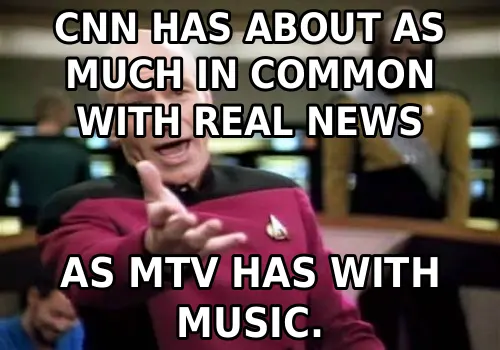 CNN HAS ABOUT AS
MUCH IN COMMON
WITH REAL NEWS
AS MTV HAS WITH
MUSIC.